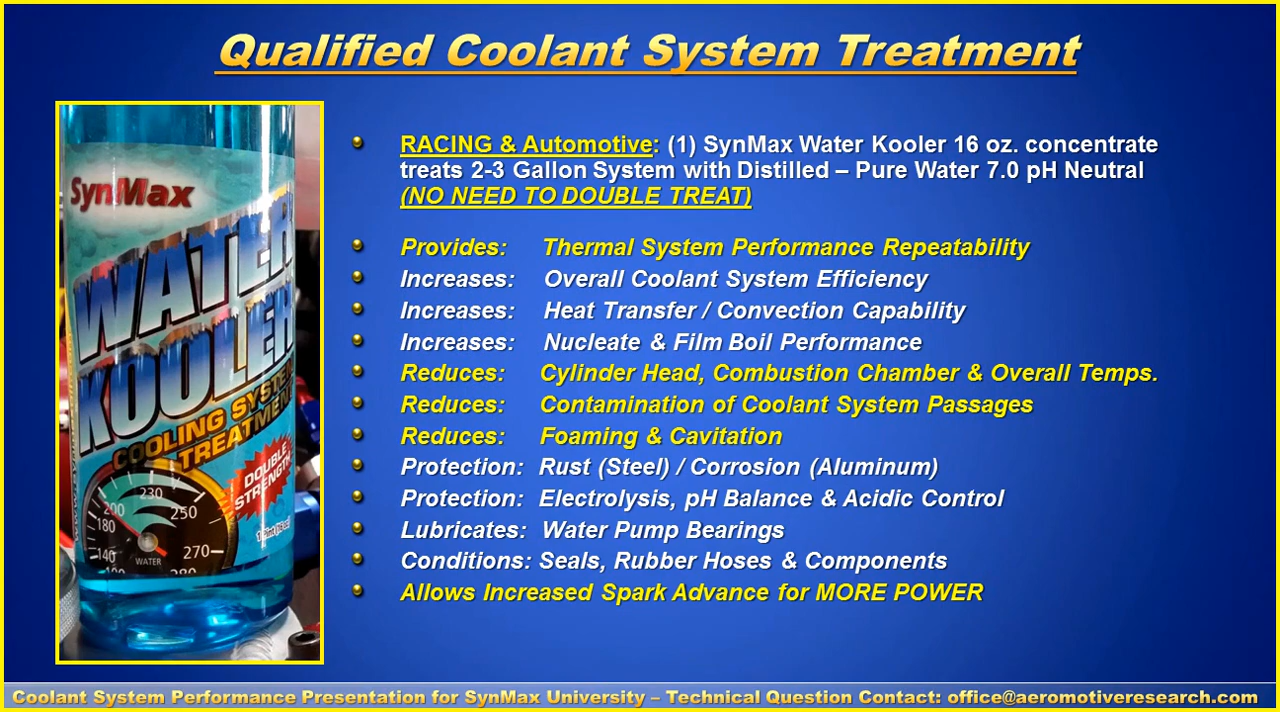 Qualified Coolant System Treatment
RACING & Automotive: (1) SynMax Water Kooler 16 oz. concentrate
treats 2-3 Gallon System with Distilled – Pure Water 7.0 pH Neutral
(NO NEED TO DOUBLE TREAT)
Provides: Thermal System Performance Repeatability
Increases: Overall Coolant System Efficiency
Increases: Heat Transfer / Convection Capability
Increases: Nucleate & Film Boil Performance
Reduces: Cylinder Head, Combustion Chamber & Overall Temps.
Reduces: Contamination of Coolant System Passages
Reduces: Foaming & Cavitation
Protection: Rust (Steel) / Corrosion (Aluminum)
Protection: Electrolysis, pH Balance & Acidic Control
Lubricates: Water Pump Bearings
Conditions: Seals, Rubber Hoses & Components
Allows Increased Spark Advance for MORE POWER
SynMax
WATER
KOOLER
COOLING SYSTEM
TREATMENT
DOUBLE
STRENGTH
230
200
250
180
140
270
WATER
100
280
Coolant System Performance Presentation for SynMax University – Technical Question Contact: office@aeromotiveresearch.com